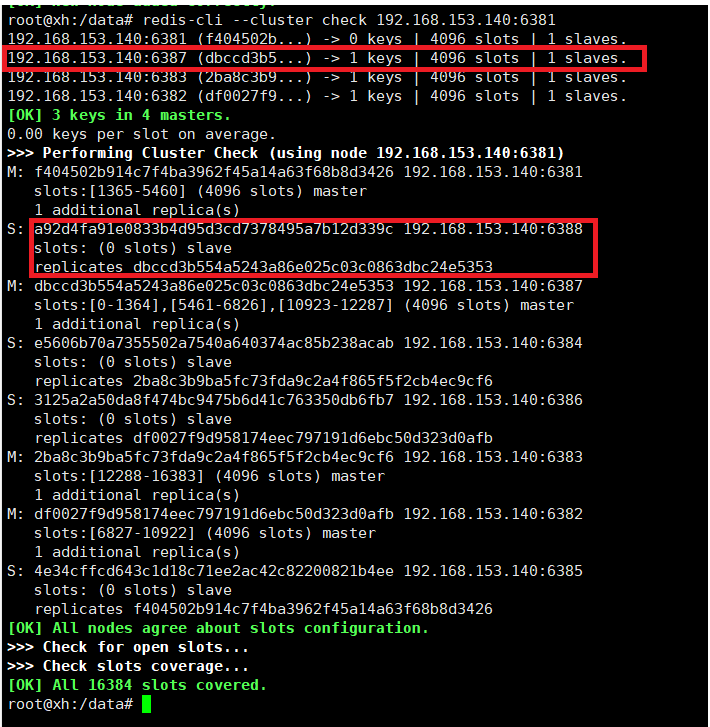 root@xh:/data# redis-cli --cluster check 192.168.153.140:6381
192.168.153.140:6381 (f404502b...) -> 0 keys | 4096 slots | 1 slaves.
192.168.153.140:6387 (dbccd3b5...) -> 1 keys | 4096 slots | 1 slaves.
192.168.153.140:6383 (2ba8c3b9...) -> 1 keys | 4096 slots | 1 slaves.
192.168.153.140:6382 (df0027f9...) -> 1 keys | 4096 slots | 1 slaves.
[OK] 3 keys in 4 masters.
0.00 keys per slot on average.
>>> Performing Cluster Check (using node 192.168.153.140:6381)
M: f404502b914c7f4ba3962f45a14a63f68b8d3426 192.168.153.140:6381
   slots:[1365-5460] (4096 slots) master
   1 additional replica(s)
S: a92d4fa91e0833b4d95d3cd7378495a7b12d339c 192.168.153.140:6388
   slots: (0 slots) slave
   replicates dbccd3b554a5243a86e025c03c0863dbc24e5353
M: dbccd3b554a5243a86e025c03c0863dbc24e5353 192.168.153.140:6387
   slots:[0-1364],[5461-6826],[10923-12287] (4096 slots) master
   1 additional replica(s)
S: e5606b70a7355502a7540a640374ac85b238acab 192.168.153.140:6384
   slots: (0 slots) slave
   replicates 2ba8c3b9ba5fc73fda9c2a4f865f5f2cb4ec9cf6
S: 3125a2a50da8f474bc9475b6d41c763350db6fb7 192.168.153.140:6386
   slots: (0 slots) slave
   replicates df0027f9d958174eec797191d6ebc50d323d0afb
M: 2ba8c3b9ba5fc73fda9c2a4f865f5f2cb4ec9cf6 192.168.153.140:6383
   slots:[12288-16383] (4096 slots) master
   1 additional replica(s)
M: df0027f9d958174eec797191d6ebc50d323d0afb 192.168.153.140:6382
   slots:[6827-10922] (4096 slots) master
   1 additional replica(s)
S: 4e34cffcd643c1d18c71ee2ac42c82200821b4ee 192.168.153.140:6385
   slots: (0 slots) slave
   replicates f404502b914c7f4ba3962f45a14a63f68b8d3426
[OK] All nodes agree about slots configuration.
>>> Check for open slots...
>>> Check slots coverage...
[OK] All 16384 slots covered.
root@xh:/data#